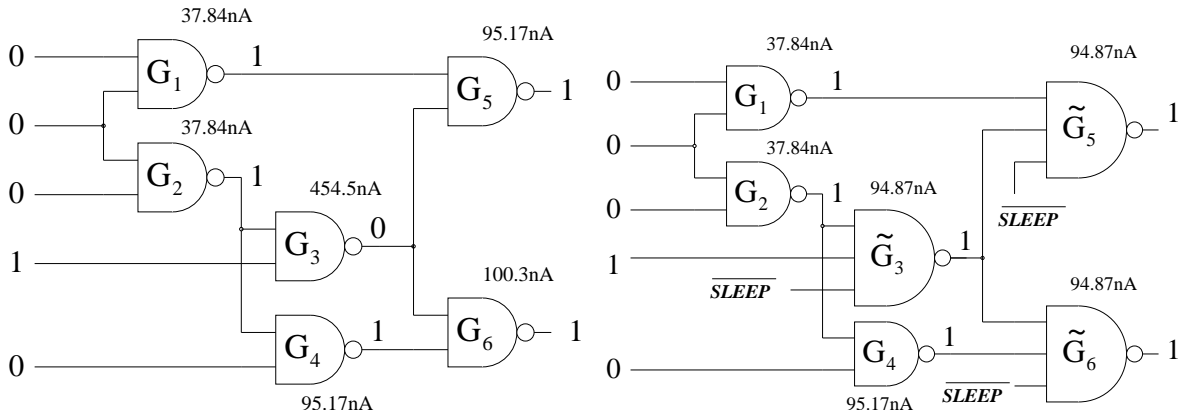 37.84nA
95.17nA
0
G1
1
G5
1
0
37.84nA
G2
1
0
454.5nA
G3
0
1
100.3nA
G6
1
G4
1
0
95.17nA
37.84nA
94.87nA
0
G1
1
G̃5
1
0
37.84nA
G2
1
0
SLEEP
94.87nA
G̃3
1
1
SLEEP
94.87nA
G̃6
1
G4
1
0
SLEEP
95.17nA